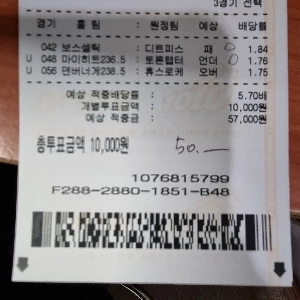 3경기 선택
경기 홈팀 : 원정팀 예상 배당률
042 보스셀틱 : 디트피스 패 1.84
U 048 마이히트236.5 : 토론랩터 언더 1.76
U 056 덴버너게238.5 : 휴스로케 오버 1.75
예상 적중배당률 5.70배
개별투표금액 10,000원
예상 적중금 57,000원
총투표금액 10,000원 50.—
1076815799
F288-2880-1851-B48